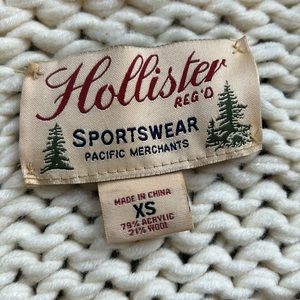 Hollister
REG'D
SPORTSWEAR
PACIFIC MERCHANTS
MADE IN CHINA
XS
79% ACRYLIC
21% WOOL